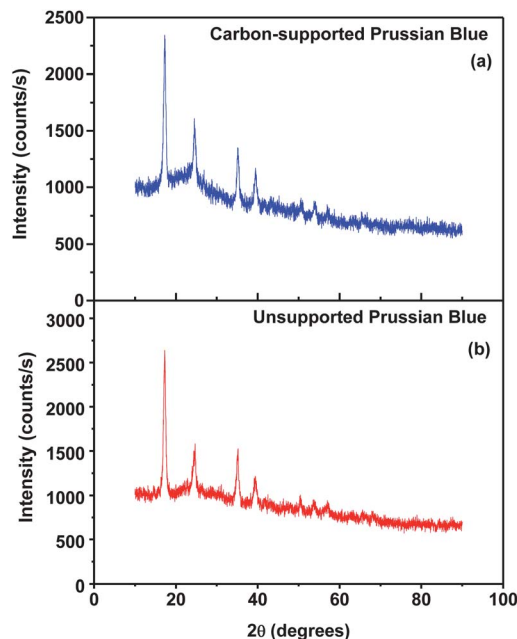 2500
Carbon-supported Prussian Blue
(a)
2000
1500
1000
500
0
Intensity (counts/s)
3000
Unsupported Prussian Blue
(b)
2500
2000
1500
1000
500
0
Intensity (counts/s)
0 20 40 60 80 100
2θ (degrees)